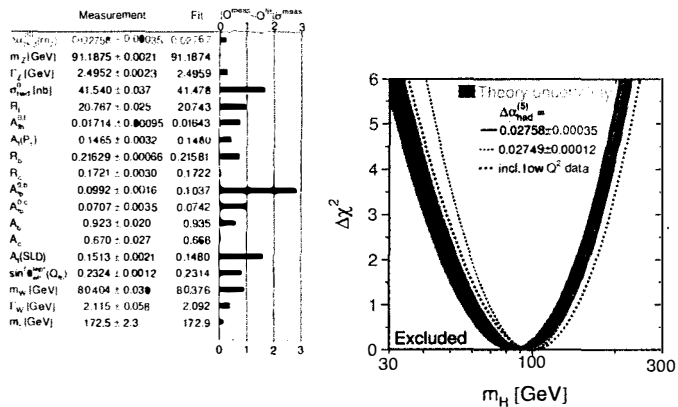 Measurement Fit |O^meas−O^fit|/σ^meas
0 1 2 3
0.02758 ± 0.00035 0.02767
m_Z [GeV] 91.1875 ± 0.0021 91.1874
Γ_Z [GeV] 2.4952 ± 0.0023 2.4959
σ^0_had [nb] 41.540 ± 0.037 41.478
R_l 20.767 ± .025 20.743
A^0,l_fb 0.01714 ± 0.00095 0.01643
A_l(P_τ) 0.1465 ± 0.0032 0.1480
R_b 0.21629 ± 0.00066 0.21581
R_c 0.1721 ± 0.0030 0.1722
A^0,b_fb 0.0992 ± 0.0016 0.1037
A^0,c_fb 0.0707 ± 0.0035 0.0742
A_b 0.923 ± .020 0.935
A_c 0.670 ± .027 0.668
A_l(SLD) 0.1513 ± 0.0021 0.1480
sin²θ^lept_eff(Q_fb) 0.2324 ± 0.0012 0.2314
m_W [GeV] 80.404 ± 0.030 80.376
Γ_W [GeV] 2.115 ± 0.058 2.092
m_t [GeV] 172.5 ± 2.3 172.9
0 1 2 3
6
5
4
3
2
1
0
Δχ²
Theory uncertainty
Δα^(5)_had =
0.02758±0.00035
0.02749±0.00012
incl. low Q² data
Excluded
30 100 300
m_H [GeV]